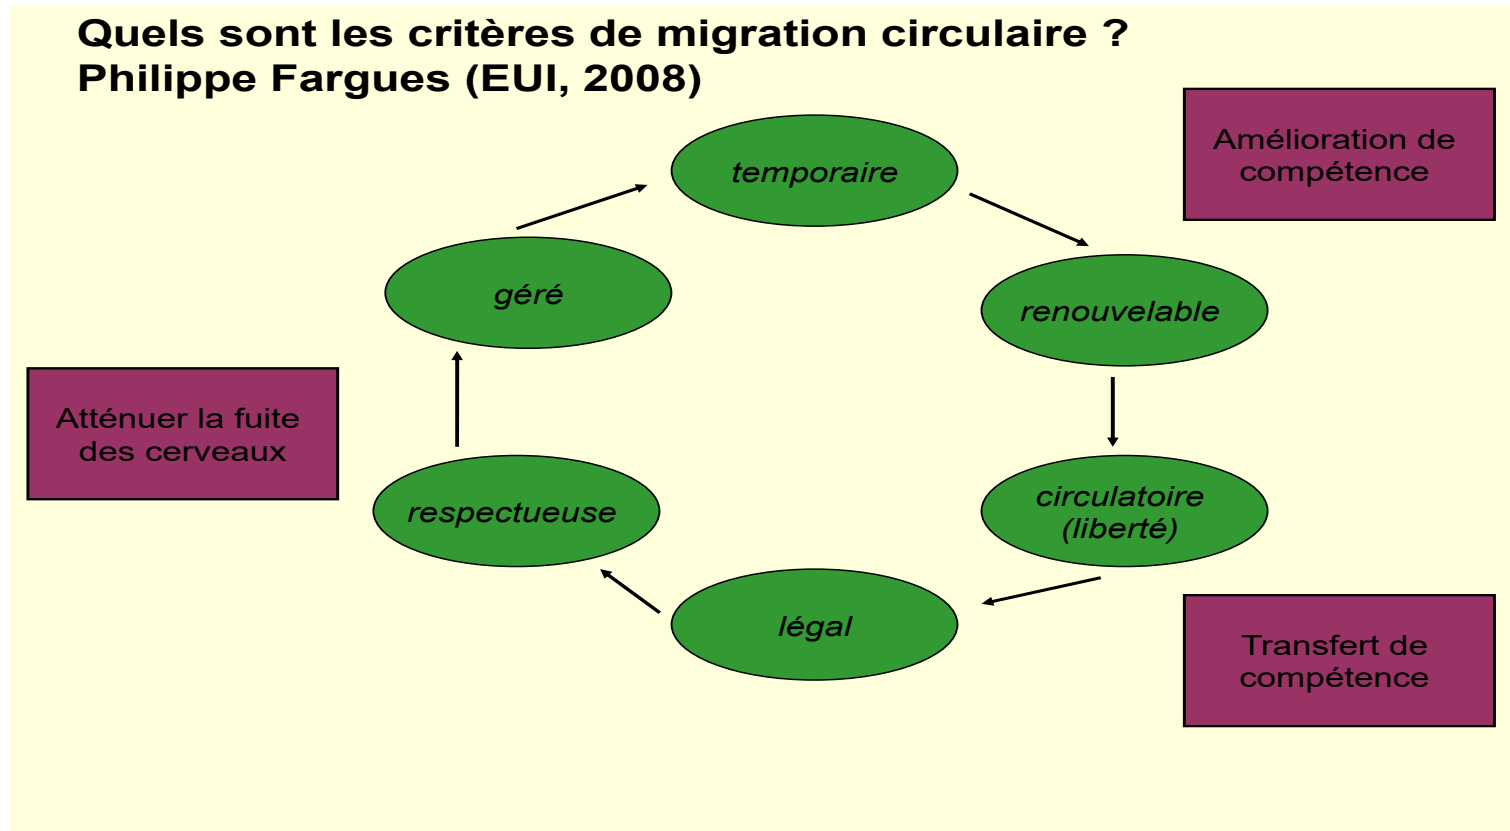 Quels sont les critères de migration circulaire ?
Philippe Fargues (EUI, 2008)
Amélioration de
compétence
temporaire
géré
renouvelable
Atténuer la fuite
des cerveaux
respectueuse
circulatoire
(liberté)
légal
Transfert de
compétence